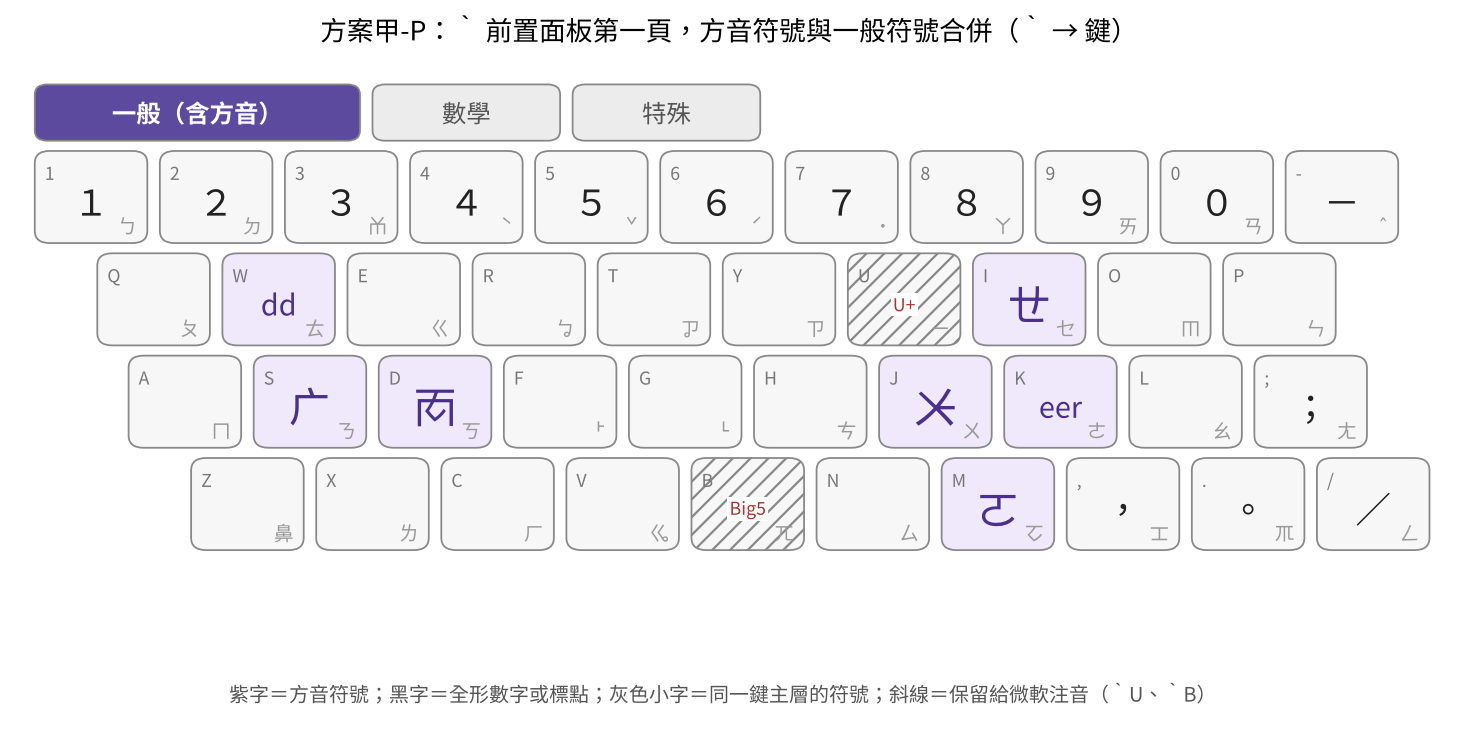 方案甲-P：ˋ 前置面板第一頁，方音符號與一般符號合併（ˋ → 鍵）
一般（含方音） 數學 特殊
1 １ ㄅ 2 ２ ㄉ 3 ３ 4 ４ ˋ 5 ５ ˇ 6 ６ ˊ 7 ７ ˙ 8 ８ ㄚ 9 ９ ㄞ 0 ０ ㄢ - － ˆ
Q ㄆ W dd ㄊ E ㄍ R ㆠ T ㆢ Y ㄗ U U+ ㄧ I ㄝ ㆤ O ㆬ P ㄣ
A ㄇ S 广 ㄋ D ㄎ F ㆵ G ㆷ H ㄘ J ㄨ K eer ㄜ L ㄠ ; ； ㄤ
Z X ㄌ C ㄏ V ㆣ B Big5 N ㄙ M ㄛ ㆦ , ， . 。 / ／ ㄥ
紫字＝方音符號；黑字＝全形數字或標點；灰色小字＝同一鍵主層的符號；斜線＝保留給微軟注音（ˋU、ˋB）